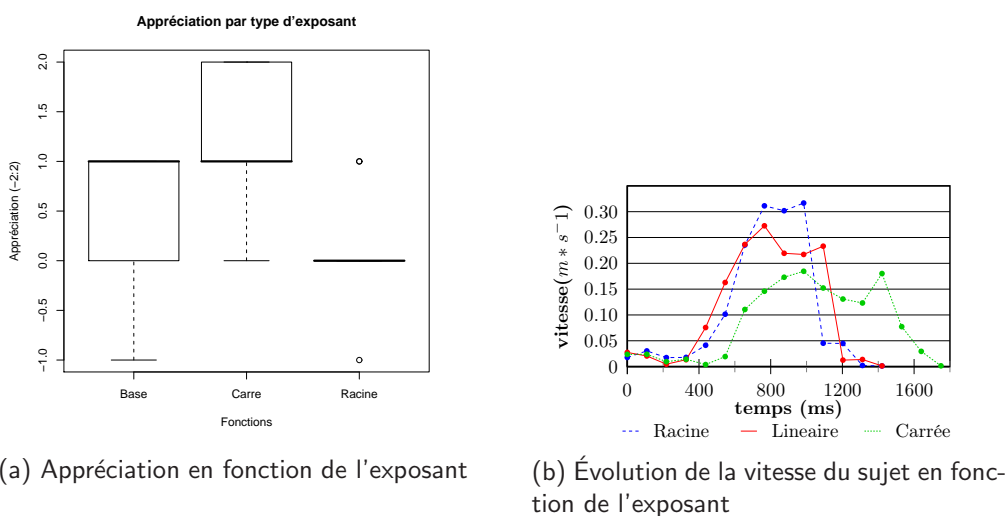 Appréciation par type d'exposant
Appréciation (−2:2)
2.0
1.5
1.0
0.5
0.0
−0.5
−1.0
Base Carre Racine
Fonctions
(a) Appréciation en fonction de l'exposant
vitesse(m ∗ s−1)
0.30
0.25
0.20
0.15
0.10
0.05
0
0 400 800 1200 1600
temps (ms)
Racine Lineaire Carrée
(b) Évolution de la vitesse du sujet en fonc-
tion de l'exposant